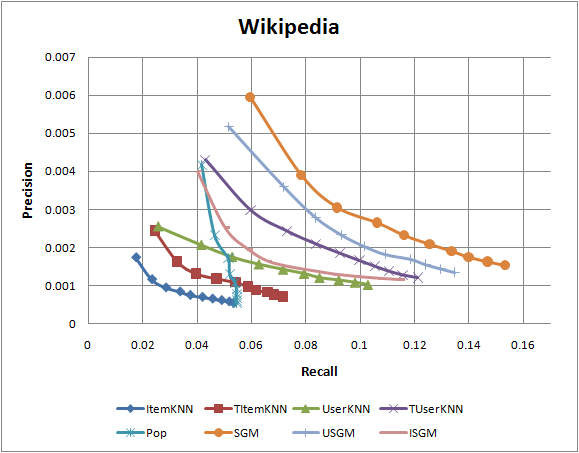 Wikipedia
0.007
0.006
0.005
0.004
0.003
0.002
0.001
0
Precision
0 0.02 0.04 0.06 0.08 0.1 0.12 0.14 0.16
Recall
ItemKNN TItemKNN UserKNN TUserKNN
Pop SGM USGM ISGM